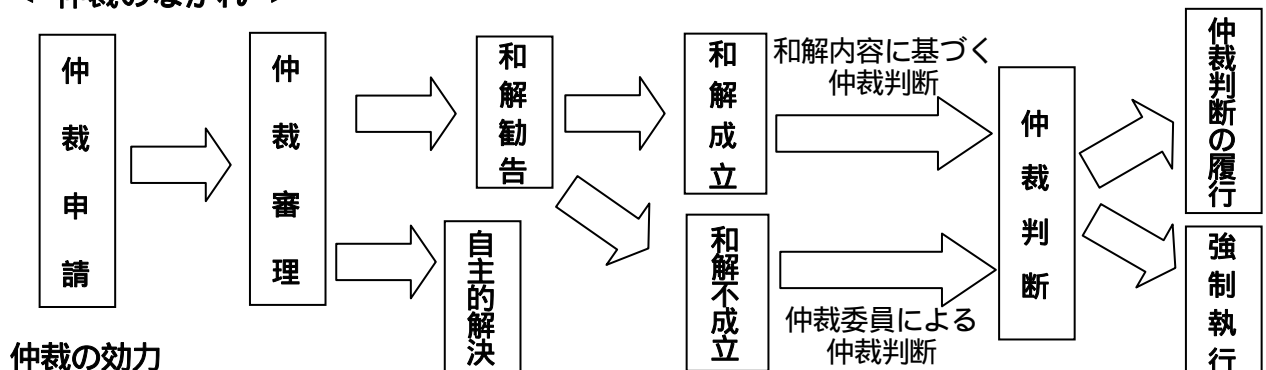 ＜ 仲裁のながれ ＞
仲裁申請
仲裁審理
和解勧告
自主的解決
和解成立
和解不成立
和解内容に基づく
仲裁判断
仲裁委員による
仲裁判断
仲裁判断
仲裁判断の履行
強制執行
仲裁の効力